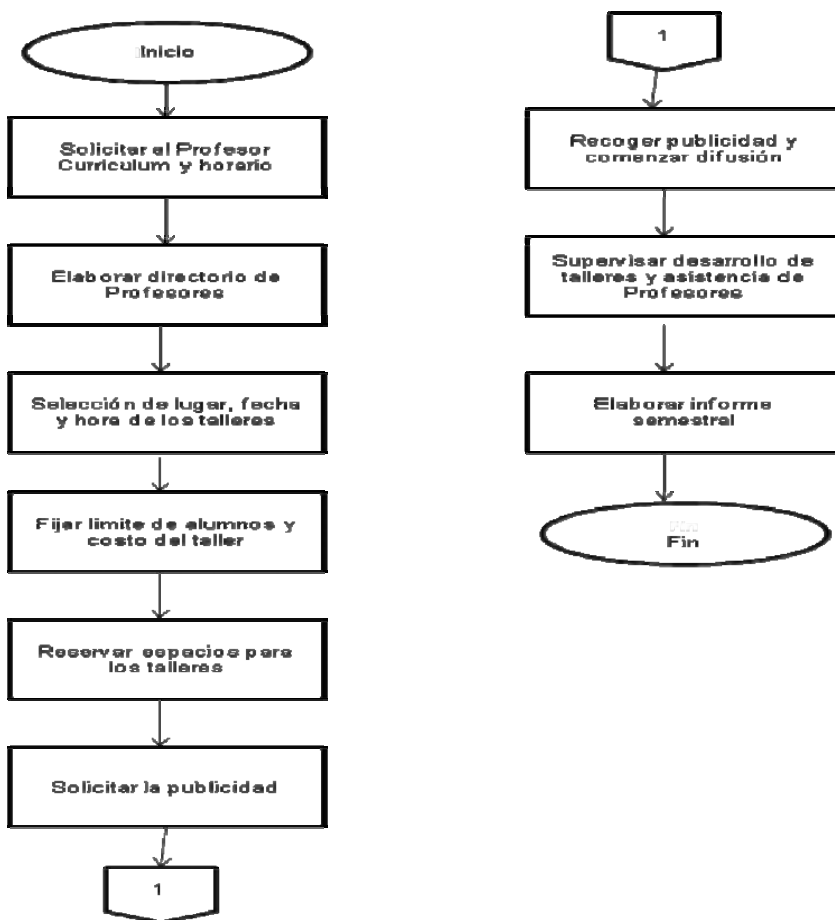 Inicio
Solicitar al Profesor
Curriculum y horario
Elaborar directorio de
Profesores
Selección de lugar, fecha
y hora de los talleres
Fijar limite de alumnos y
costo del taller
Reservar espacios para
los talleres
Solicitar la publicidad
1
1
Recoger publicidad y
comenzar difusión
Supervisar desarrollo de
talleres y asistencia de
Profesores
Elaborar informe
semestral
Fin
Fin